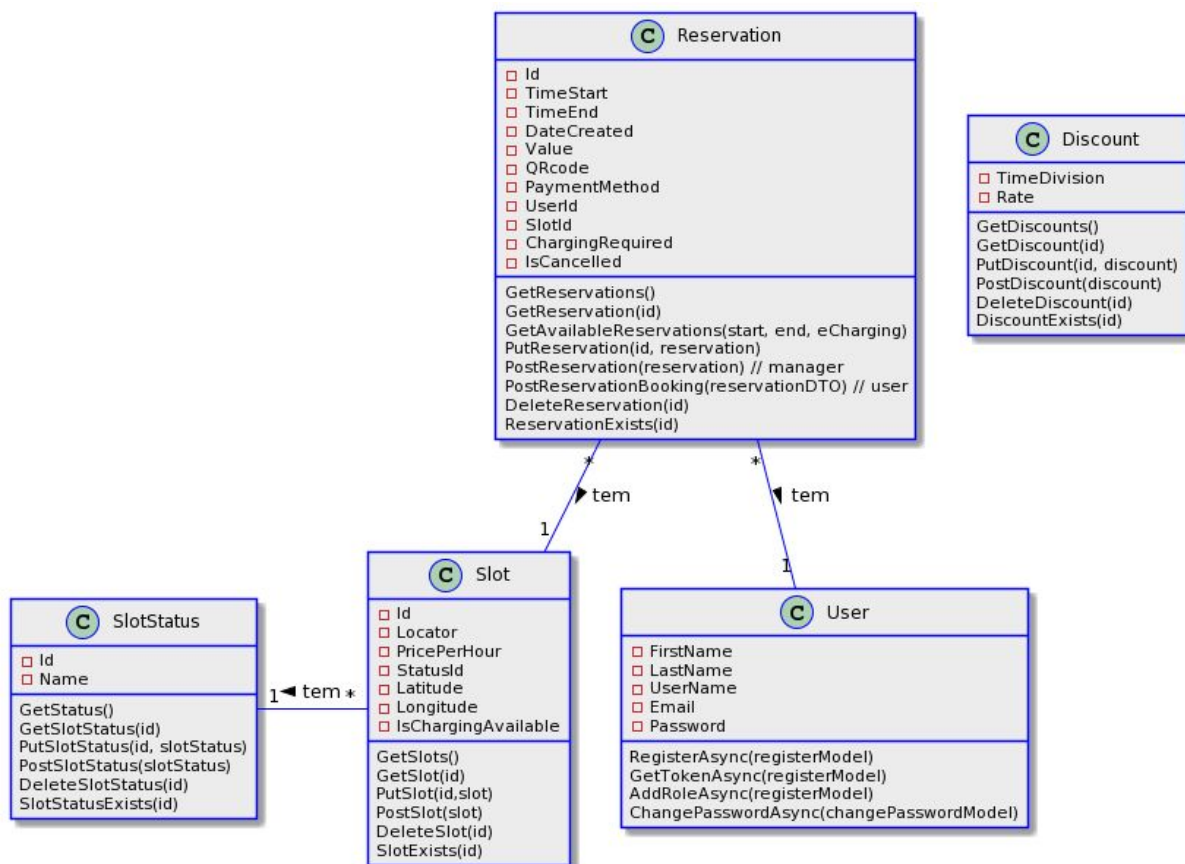 C Reservation
Id
TimeStart
TimeEnd
DateCreated
Value
QRcode
PaymentMethod
UserId
SlotId
ChargingRequired
IsCancelled
GetReservations()
GetReservation(id)
GetAvailableReservations(start, end, eCharging)
PutReservation(id, reservation)
PostReservation(reservation) // manager
PostReservationBooking(reservationDTO) // user
DeleteReservation(id)
ReservationExists(id)
C Discount
TimeDivision
Rate
GetDiscounts()
GetDiscount(id)
PutDiscount(id, discount)
PostDiscount(discount)
DeleteDiscount(id)
DiscountExists(id)
* *
tem tem
1 1
C SlotStatus
Id
Name
GetStatus()
GetSlotStatus(id)
PutSlotStatus(id, slotStatus)
PostSlotStatus(slotStatus)
DeleteSlotStatus(id)
SlotStatusExists(id)
1 tem *
C Slot
Id
Locator
PricePerHour
StatusId
Latitude
Longitude
IsChargingAvailable
GetSlots()
GetSlot(id)
PutSlot(id,slot)
PostSlot(slot)
DeleteSlot(id)
SlotExists(id)
C User
FirstName
LastName
UserName
Email
Password
RegisterAsync(registerModel)
GetTokenAsync(registerModel)
AddRoleAsync(registerModel)
ChangePasswordAsync(changePasswordModel)